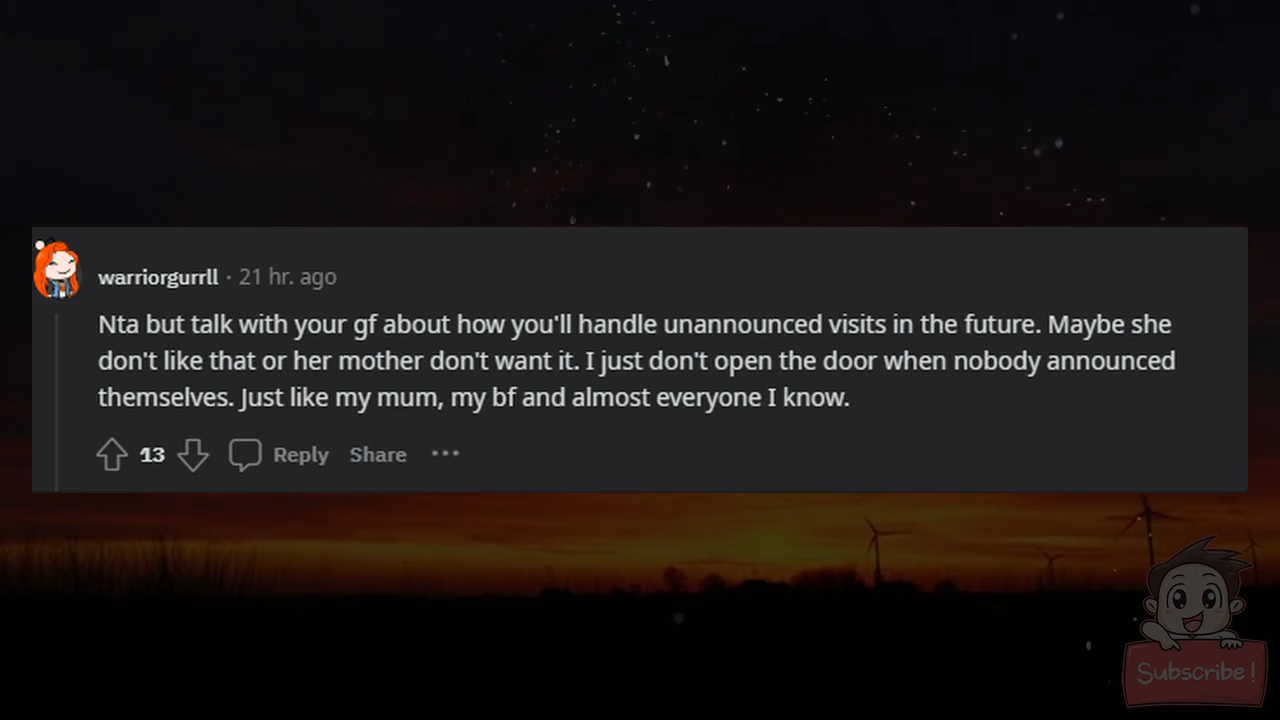 warriorgurrll · 21 hr. ago
Nta but talk with your gf about how you'll handle unannounced visits in the future. Maybe she
don't like that or her mother don't want it. I just don't open the door when nobody announced
themselves. Just like my mum, my bf and almost everyone I know.
13 Reply Share ···
Subscribe!